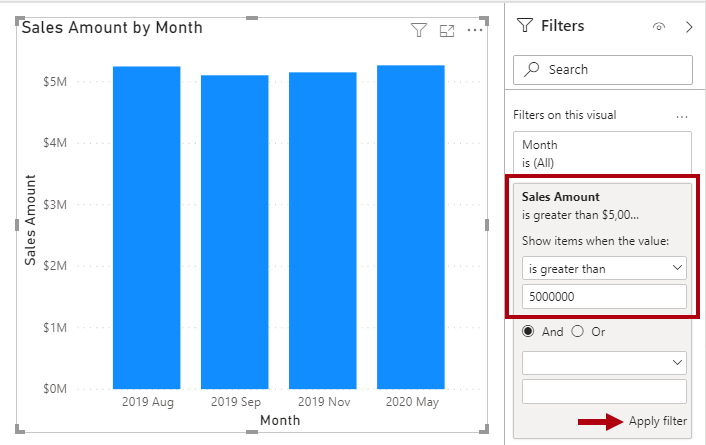 Sales Amount by Month
$5M
$4M
$3M
$2M
$1M
$0M
Sales Amount
2019 Aug
2019 Sep
2019 Nov
2020 May
Month
Filters
Search
Filters on this visual
...
Month
is (All)
Sales Amount
is greater than $5,00...
Show items when the value:
is greater than
5000000
And
Or
Apply filter